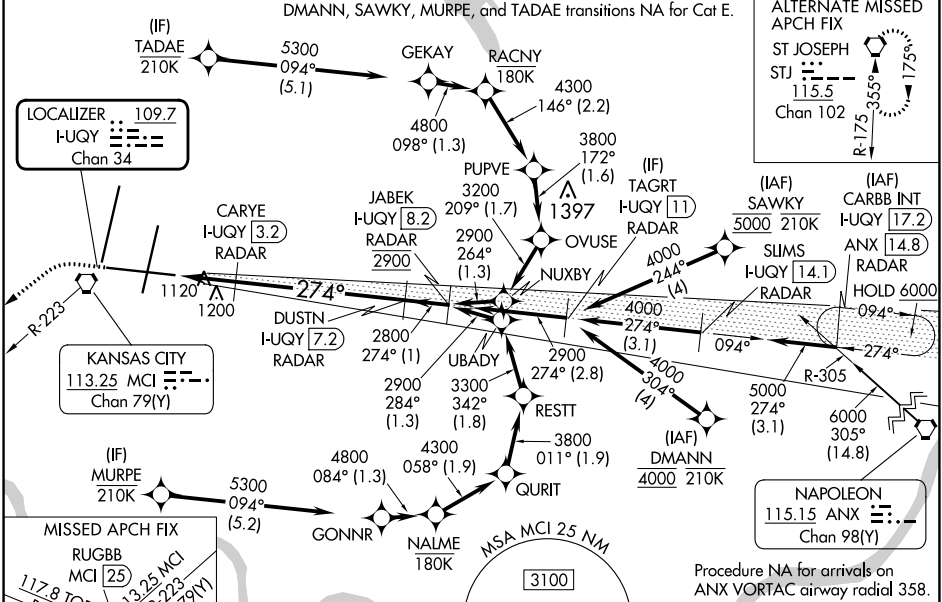 DMANN, SAWKY, MURPE, and TADAE transitions NA for Cat E.
ALTERNATE MISSED
APCH FIX
ST JOSEPH
STJ
115.5
Chan 102
R-175
355°
175°
(IF)
TADAE
210K
5300
094°
(5.1)
GEKAY
RACNY
180K
4800
098° (1.3)
4300
146° (2.2)
LOCALIZER 109.7
I-UQY
Chan 34
PUPVE
3800
172°
(1.6)
1397
3200
209° (1.7)
OVUSE
(IF)
TAGRT
I-UQY 11
RADAR
(IAF)
SAWKY
5000 210K
(IAF)
CARBB INT
I-UQY 17.2
ANX 14.8
RADAR
CARYE
I-UQY 3.2
RADAR
JABEK
I-UQY 8.2
RADAR
2900
2900
264°
(1.3)
NUXBY
4000
244°
(4)
SLIMS
I-UQY 14.1
RADAR
HOLD 6000
094°
274°
1120
1200
274°
4000
274°
(3.1)
094°
R-223
KANSAS CITY
113.25 MCI
Chan 79(Y)
DUSTN
I-UQY 7.2
RADAR
2800
274° (1)
UBADY
2900
274° (2.8)
2900
284°
(1.3)
3300
342°
(1.8)
RESTT
4000
304°
(4)
5000
274°
(3.1)
R-305
6000
305°
(14.8)
(IAF)
DMANN
4000 210K
3800
011° (1.9)
QURIT
(IF)
MURPE
210K
5300
094°
(5.2)
4800
084° (1.3)
4300
058° (1.9)
GONNR
NALME
180K
NAPOLEON
115.15 ANX
Chan 98(Y)
MISSED APCH FIX
RUGBB
MCI 25
MSA MCI 25 NM
3100
Procedure NA for arrivals on
ANX VORTAC airway radial 358.